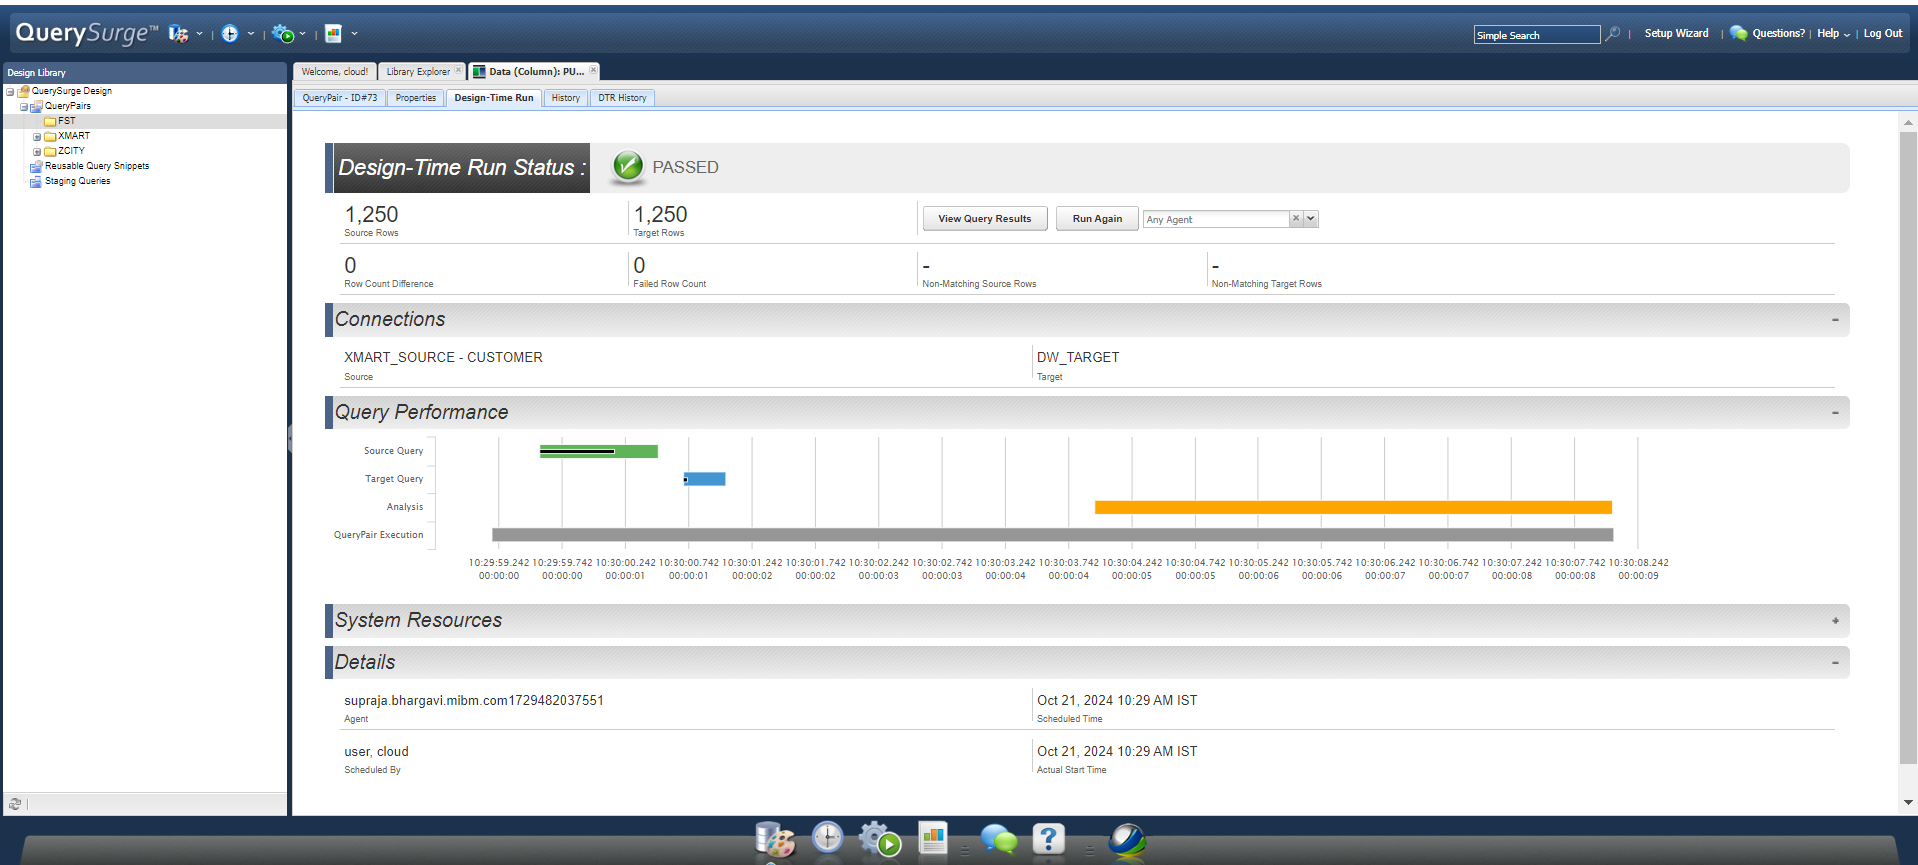 QuerySurge™
Simple Search
Setup Wizard
Questions?
Help
Log Out
Design Library
QuerySurge Design
QueryPairs
FST
XMART
ZCITY
Reusable Query Snippets
Staging Queries
Welcome, cloud!
Library Explorer
Data (Column): PU...
QueryPair - ID#73
Properties
Design-Time Run
History
DTR History
Design-Time Run Status :
PASSED
1,250
Source Rows
1,250
Target Rows
View Query Results
Run Again
Any Agent
0
Row Count Difference
0
Failed Row Count
-
Non-Matching Source Rows
-
Non-Matching Target Rows
Connections
XMART_SOURCE - CUSTOMER
Source
DW_TARGET
Target
Query Performance
Source Query
Target Query
Analysis
QueryPair Execution
10:29:59.242 10:29:59.742 10:30:00.242 10:30:00.742 10:30:01.242 10:30:01.742 10:30:02.242 10:30:02.742 10:30:03.242 10:30:03.742 10:30:04.242 10:30:04.742 10:30:05.242 10:30:05.742 10:30:06.242 10:30:06.742 10:30:07.242 10:30:07.742 10:30:08.242
00:00:00 00:00:00 00:00:01 00:00:01 00:00:02 00:00:02 00:00:03 00:00:03 00:00:04 00:00:04 00:00:05 00:00:05 00:00:06 00:00:06 00:00:07 00:00:07 00:00:08 00:00:08 00:00:09
System Resources
Details
supraja.bhargavi.mibm.com1729482037551
Agent
Oct 21, 2024 10:29 AM IST
Scheduled Time
user, cloud
Scheduled By
Oct 21, 2024 10:29 AM IST
Actual Start Time